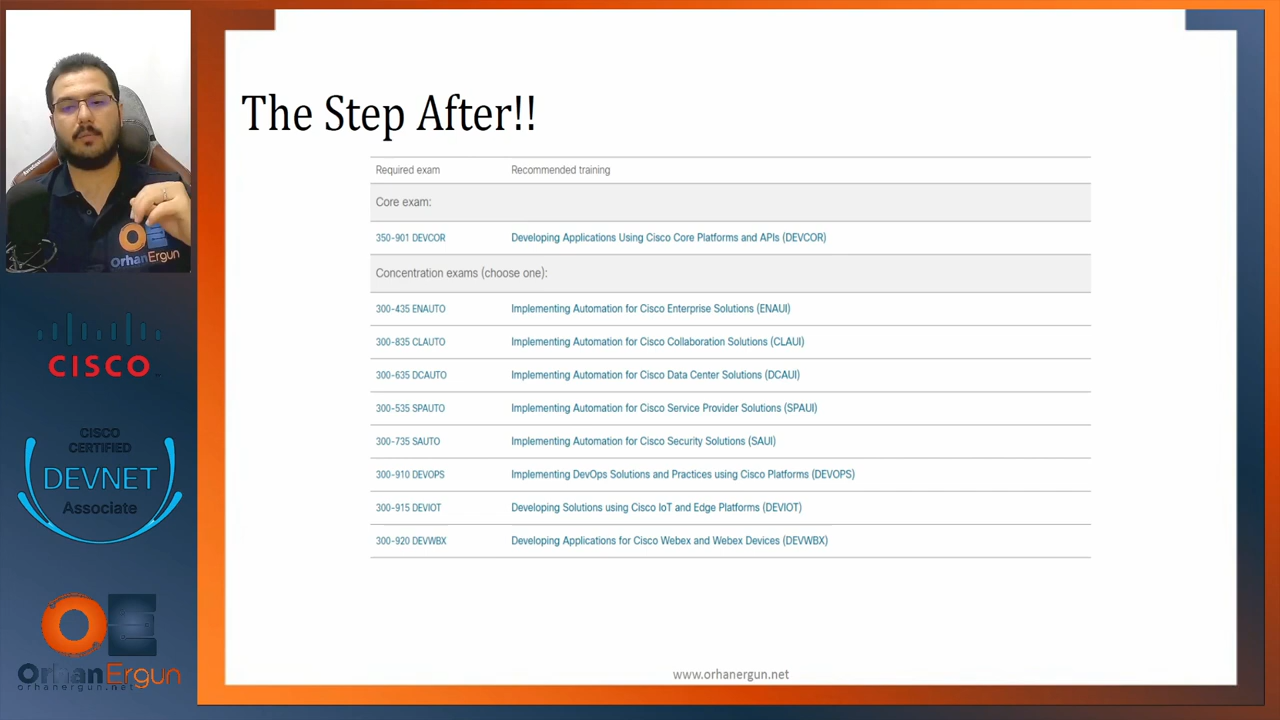 The Step After!!
Required exam Recommended training
Core exam:
350-901 DEVCOR Developing Applications Using Cisco Core Platforms and APIs (DEVCOR)
Concentration exams (choose one):
300-435 ENAUTO Implementing Automation for Cisco Enterprise Solutions (ENAUI)
300-835 CLAUTO Implementing Automation for Cisco Collaboration Solutions (CLAUI)
300-635 DCAUTO Implementing Automation for Cisco Data Center Solutions (DCAUI)
300-535 SPAUTO Implementing Automation for Cisco Service Provider Solutions (SPAUI)
300-735 SAUTO Implementing Automation for Cisco Security Solutions (SAUI)
300-910 DEVOPS Implementing DevOps Solutions and Practices using Cisco Platforms (DEVOPS)
300-915 DEVIOT Developing Solutions using Cisco IoT and Edge Platforms (DEVIOT)
300-920 DEVWBX Developing Applications for Cisco Webex and Webex Devices (DEVWBX)
www.orhanergun.net
OE
OrhanErgun
CISCO
CISCO
CERTIFIED
DEVNET
Associate
OE
OrhanErgun
orhanergun.net